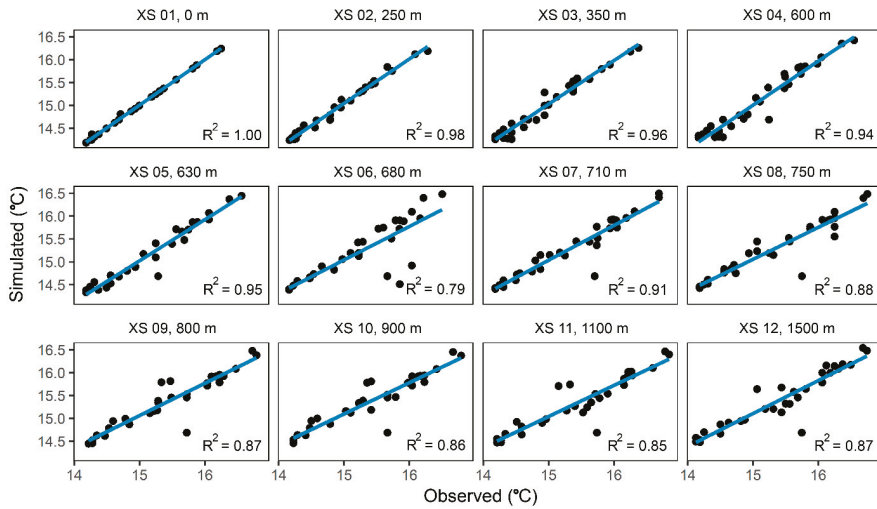 XS 01, 0 m XS 02, 250 m XS 03, 350 m XS 04, 600 m
16.5
16.0
15.5
15.0
14.5
R² = 1.00 R² = 0.98 R² = 0.96 R² = 0.94
XS 05, 630 m XS 06, 680 m XS 07, 710 m XS 08, 750 m
16.5
16.0
15.5
15.0
14.5
R² = 0.95 R² = 0.79 R² = 0.91 R² = 0.88
Simulated (°C)
XS 09, 800 m XS 10, 900 m XS 11, 1100 m XS 12, 1500 m
16.5
16.0
15.5
15.0
14.5
R² = 0.87 R² = 0.86 R² = 0.85 R² = 0.87
14 15 16 14 15 16 14 15 16 14 15 16
Observed (°C)